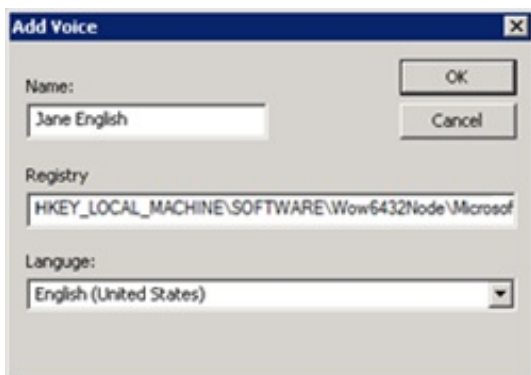 Add Voice
Name:
OK
Jane English
Cancel
Registry
HKEY_LOCAL_MACHINE\SOFTWARE\Wow6432Node\Microsof
Languge:
English (United States)